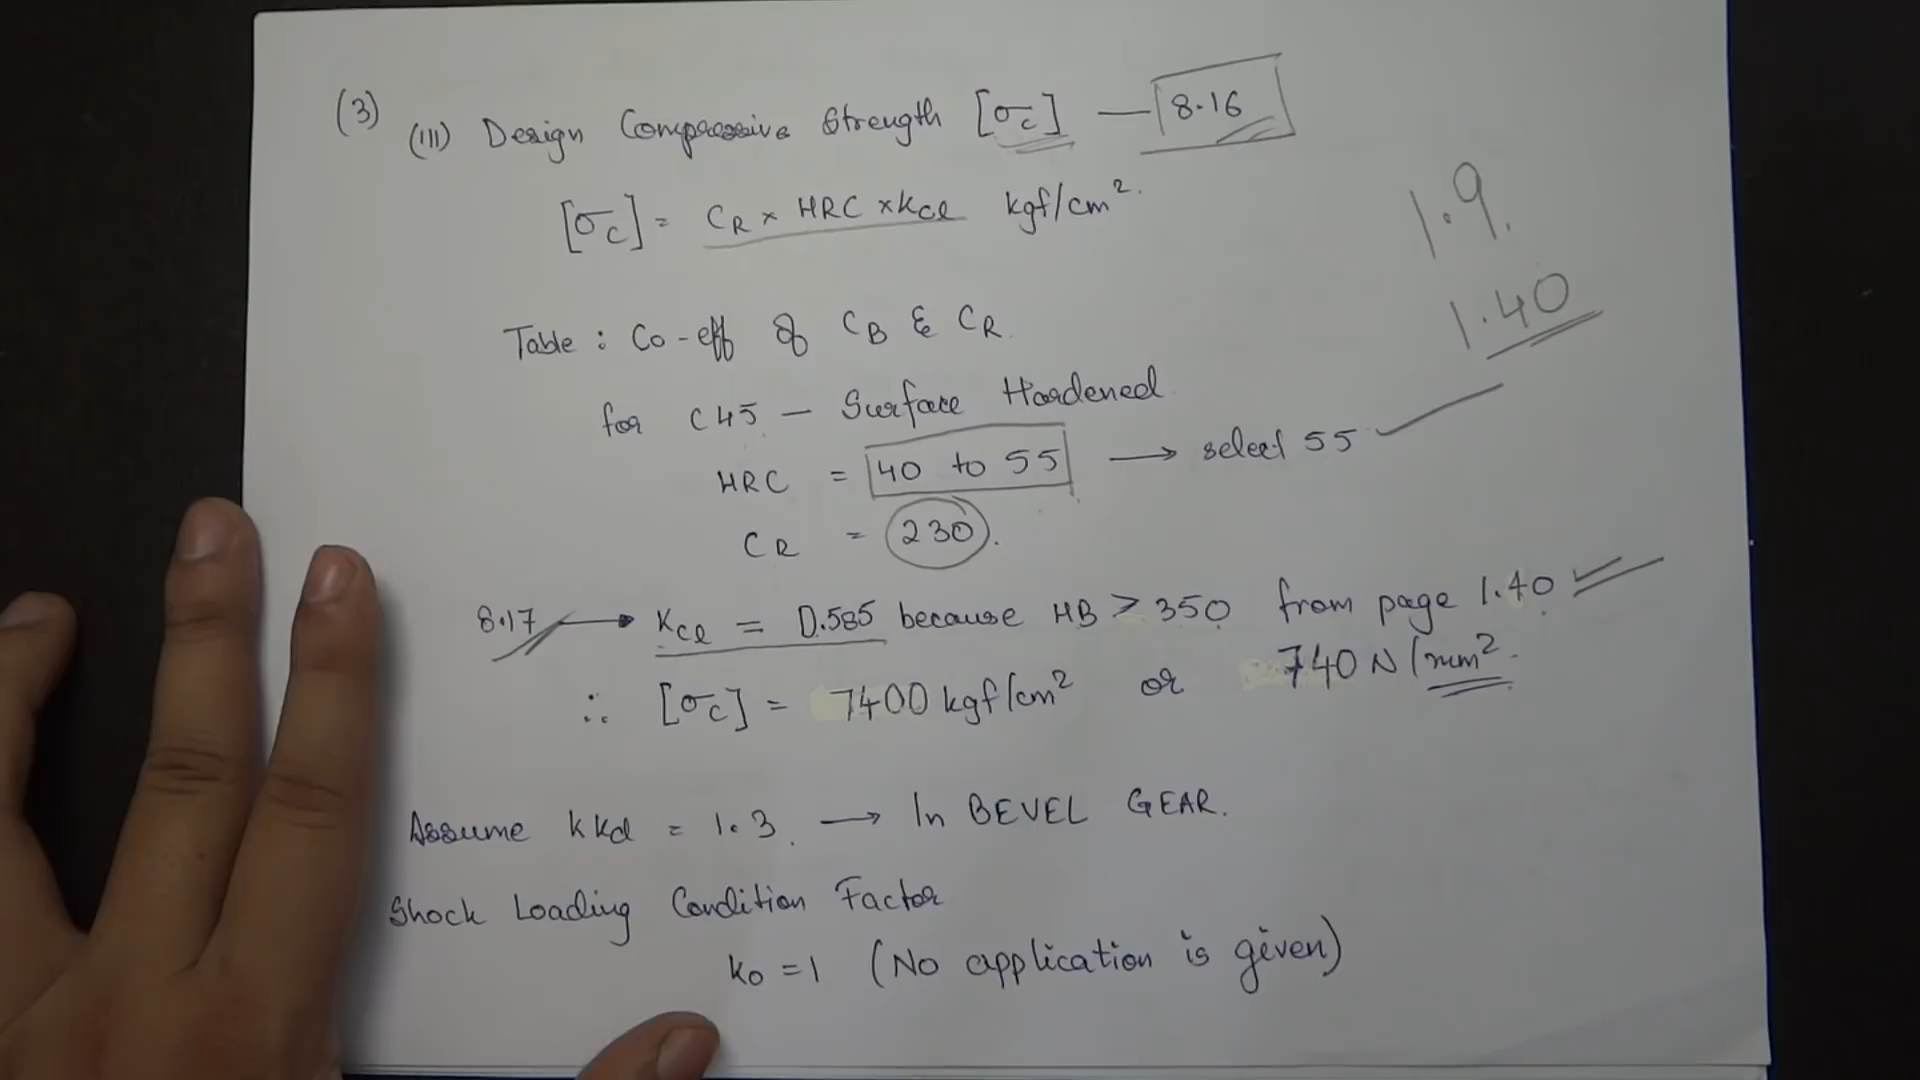 (3)
(III) Design Compressive Strength [σc] — 8.16
[σc] = CR x HRC x Kcl kgf/cm².
1.9.
1.40
Table : Co-eff of CB & CR.
for C45 – Surface Hardened
HRC = 40 to 55 → select 55
CR = 230.
8.17 → Kcl = 0.585 because HB > 350 from page 1.40
∴ [σc] = 7400 kgf/cm² or 740 N/mm².
Assume kkd = 1.3. → In BEVEL GEAR.
Shock Loading Condition Factor
ko = 1 (No application is given)